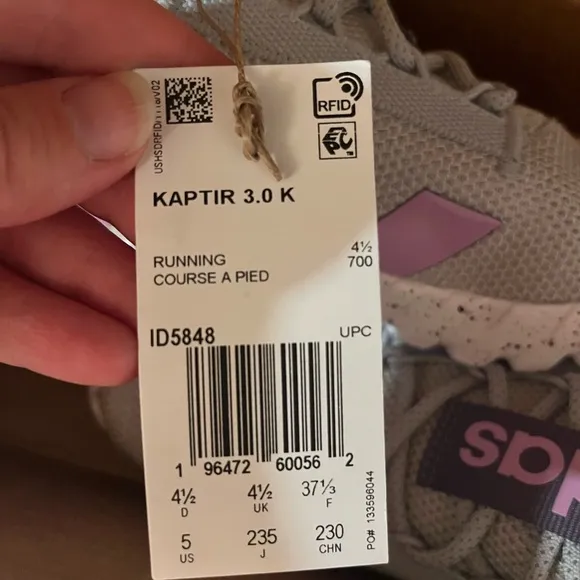 RFID
EPC™
KAPTIR 3.0 K
RUNNING
COURSE A PIED
4½
700
ID5848
UPC
1 96472 60056 2
4½ 4½ 37⅓
D UK F
5 235 230
US J CHN
PO# 133596044